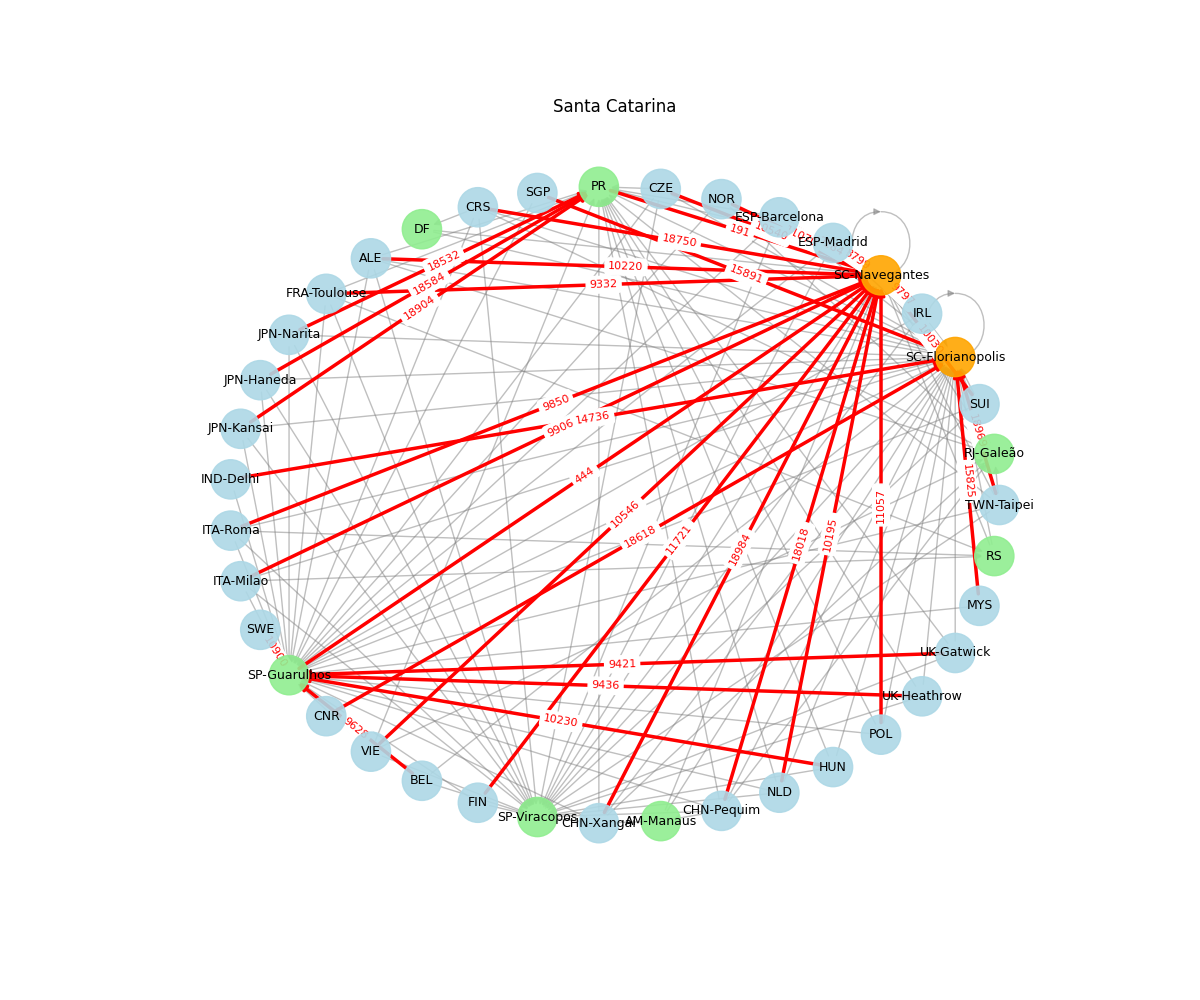 Santa Catarina
PR
CZE
SGP
NOR
CRS
ESP-Barcelona
DF
191
18750
ESP-Madrid
ALE
18532
10220
15891
SC-Navegantes
18584
9332
FRA-Toulouse
18904
IRL
JPN-Narita
SC-Florianopolis
JPN-Haneda
SUI
9850
14736
9906
JPN-Kansai
RJ-Galeão
444
IND-Delhi
15825
TWN-Taipei
11057
10546
ITA-Roma
18618
11721
18984
18018
10195
RS
ITA-Milao
MYS
SWE
UK-Gatwick
9421
SP-Guarulhos
9436
UK-Heathrow
CNR
10230
POL
VIE
HUN
BEL
NLD
FIN
CHN-Pequim
SP-Viracopos
CHN-Xangai
AM-Manaus